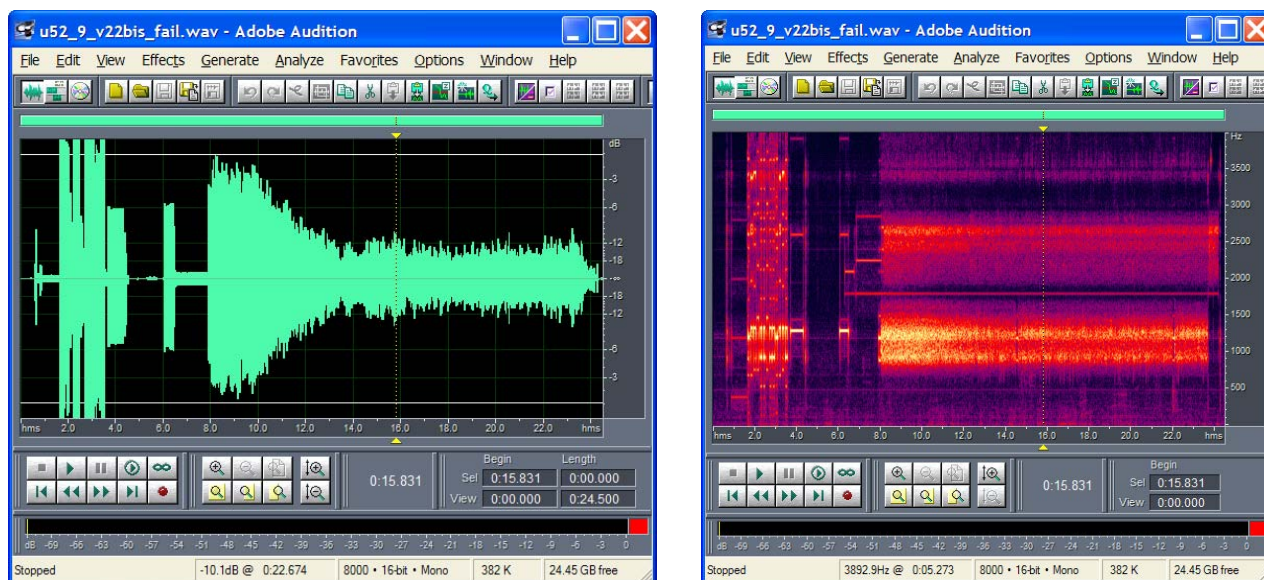 u52_9_v22bis_fail.wav - Adobe Audition
File Edit View Effects Generate Analyze Favorites Options Window Help
dB
-3
-6
-12
-18
-∞
-18
-12
-6
-3
hms 2.0 4.0 6.0 8.0 10.0 12.0 14.0 16.0 18.0 20.0 22.0 hms
Begin Length
0:15.831 Sel 0:15.831 0:00.000
View 0:00.000 0:24.500
dB -69 -66 -63 -60 -57 -54 -51 -48 -45 -42 -39 -36 -33 -30 -27 -24 -21 -18 -15 -12 -9 -6 -3 0
Stopped -10.1dB @ 0:22.674 8000 • 16-bit • Mono 382 K 24.45 GB free
u52_9_v22bis_fail.wav - Adobe Audition
File Edit View Effects Generate Analyze Favorites Options Window Help
Hz
3500
3000
2500
2000
1500
1000
500
hms 2.0 4.0 6.0 8.0 10.0 12.0 14.0 16.0 18.0 20.0 22.0 hms
Begin
0:15.831 Sel 0:15.831
View 0:00.000
dB -69 -66 -63 -60 -57 -54 -51 -48 -45 -42 -39 -36 -33 -30 -27 -24 -21 -18 -15 -12 -9 -6 -3 0
Stopped 3892.9Hz @ 0:05.273 8000 • 16-bit • Mono 382 K 24.45 GB free